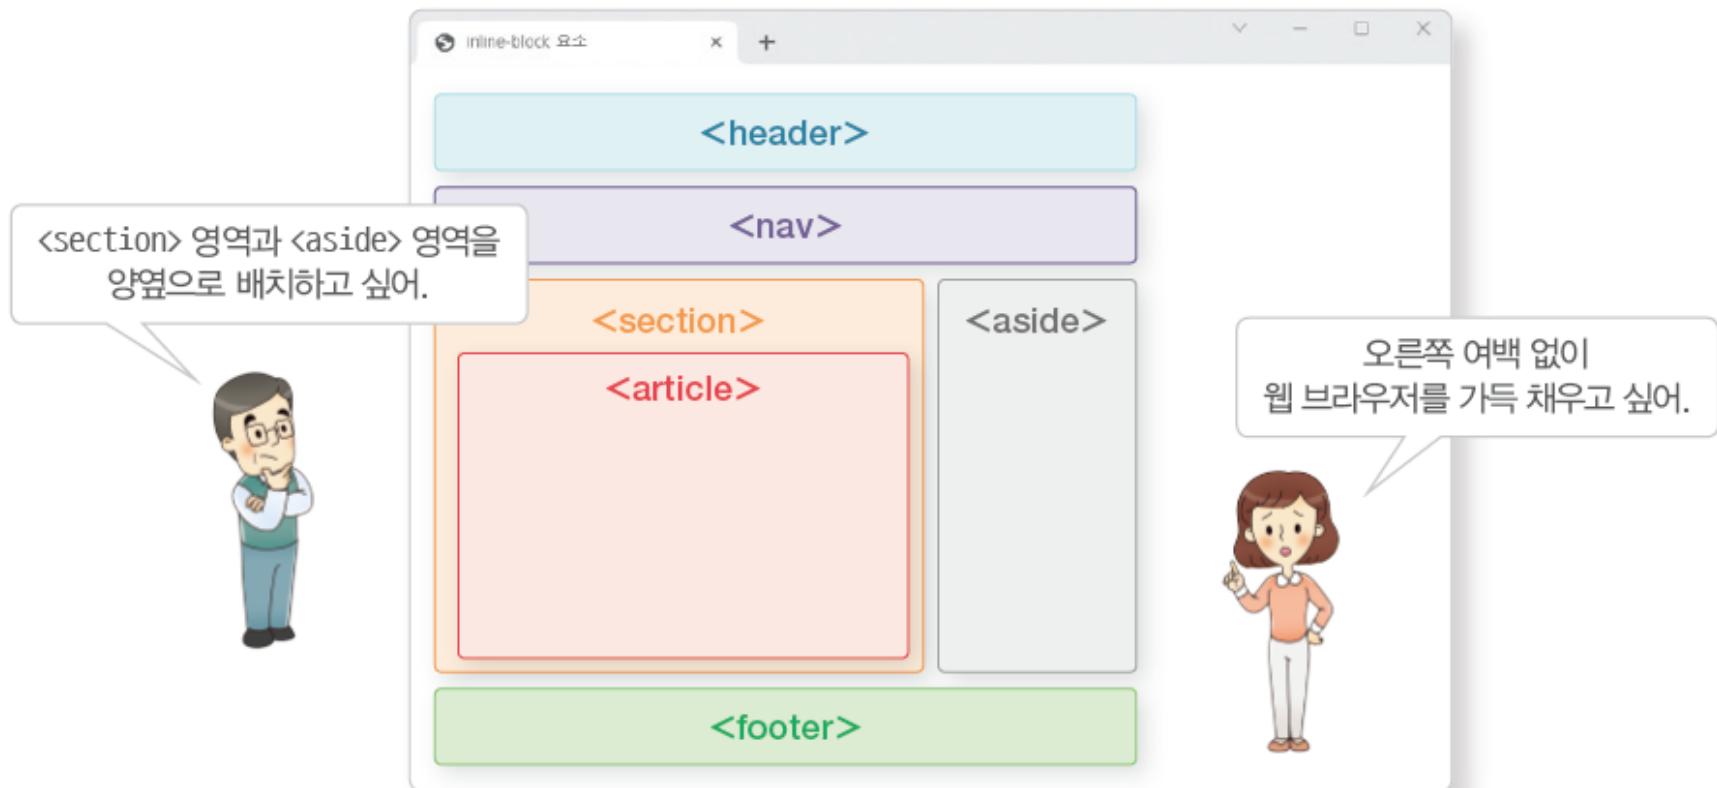 inline-block 요소
<header>
<nav>
<section> 영역과 <aside> 영역을
양옆으로 배치하고 싶어.
<section>
<aside>
<article>
오른쪽 여백 없이
웹 브라우저를 가득 채우고 싶어.
<footer>